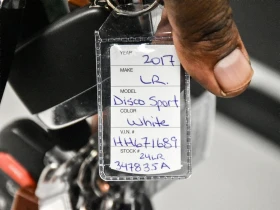 YEAR 2017
MAKE
LR.
MODEL
Disco Sport
COLOR
White
V.I.N. #
HH671689
STOCK # 24LR
347835A